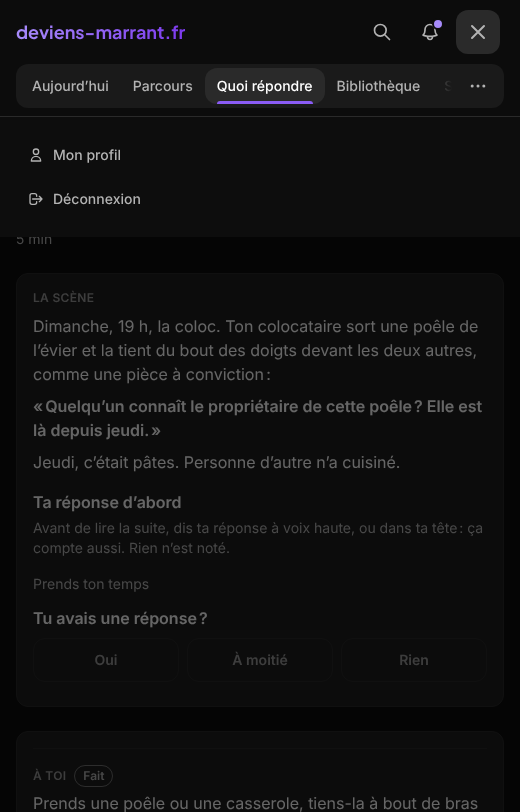 deviens-marrant.fr
Aujourd’hui
Parcours
Quoi répondre
Bibliothèque
Mon profil
Déconnexion
5 min
LA SCÈNE
Dimanche, 19 h, la coloc. Ton colocataire sort une poêle de
l’évier et la tient du bout des doigts devant les deux autres,
comme une pièce à conviction :
« Quelqu’un connaît le propriétaire de cette poêle ? Elle est
là depuis jeudi. »
Jeudi, c’était pâtes. Personne d’autre n’a cuisiné.
Ta réponse d’abord
Avant de lire la suite, dis ta réponse à voix haute, ou dans ta tête : ça
compte aussi. Rien n’est noté.
Prends ton temps
Tu avais une réponse ?
Oui
À moitié
Rien
À TOI
Fait
Prends une poêle ou une casserole, tiens-la à bout de bras